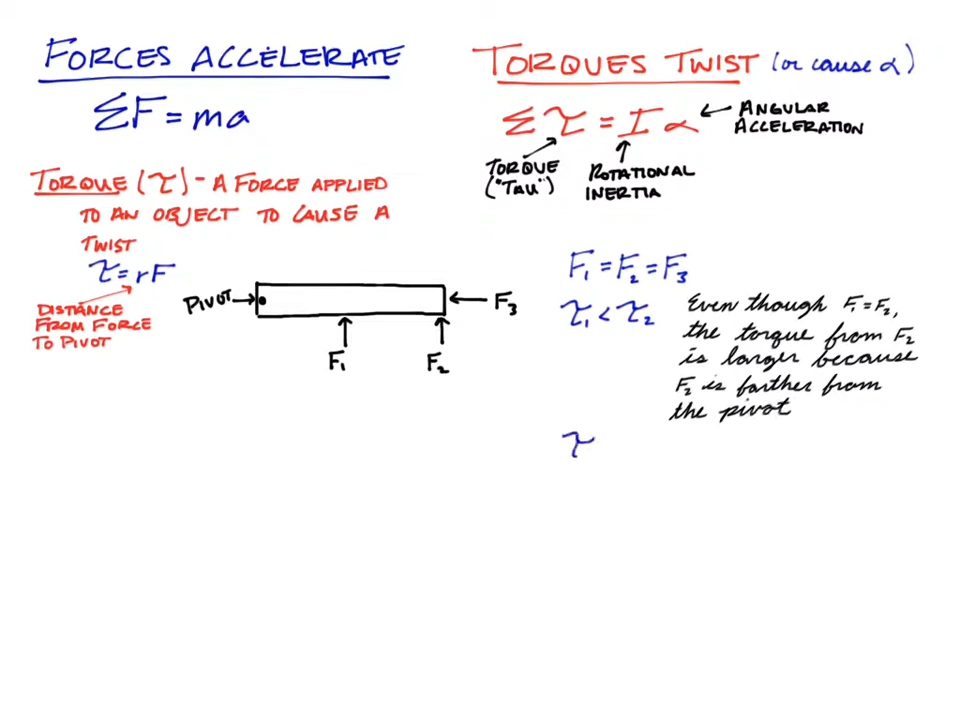 FORCES ACCELERATE
ΣF = ma
TORQUE (τ) - A FORCE APPLIED
TO AN OBJECT TO CAUSE A
TWIST
τ = rF
DISTANCE
FROM FORCE
TO PIVOT
PIVOT
F₁
F₂
F₃
TORQUES TWIST (or cause α)
Στ = I α
ANGULAR
ACCELERATION
TORQUE
("TAU")
ROTATIONAL
INERTIA
F₁ = F₂ = F₃
τ₁ < τ₂
Even though F₁ = F₂,
the torque from F₂
is larger because
F₂ is farther from
the pivot
τ